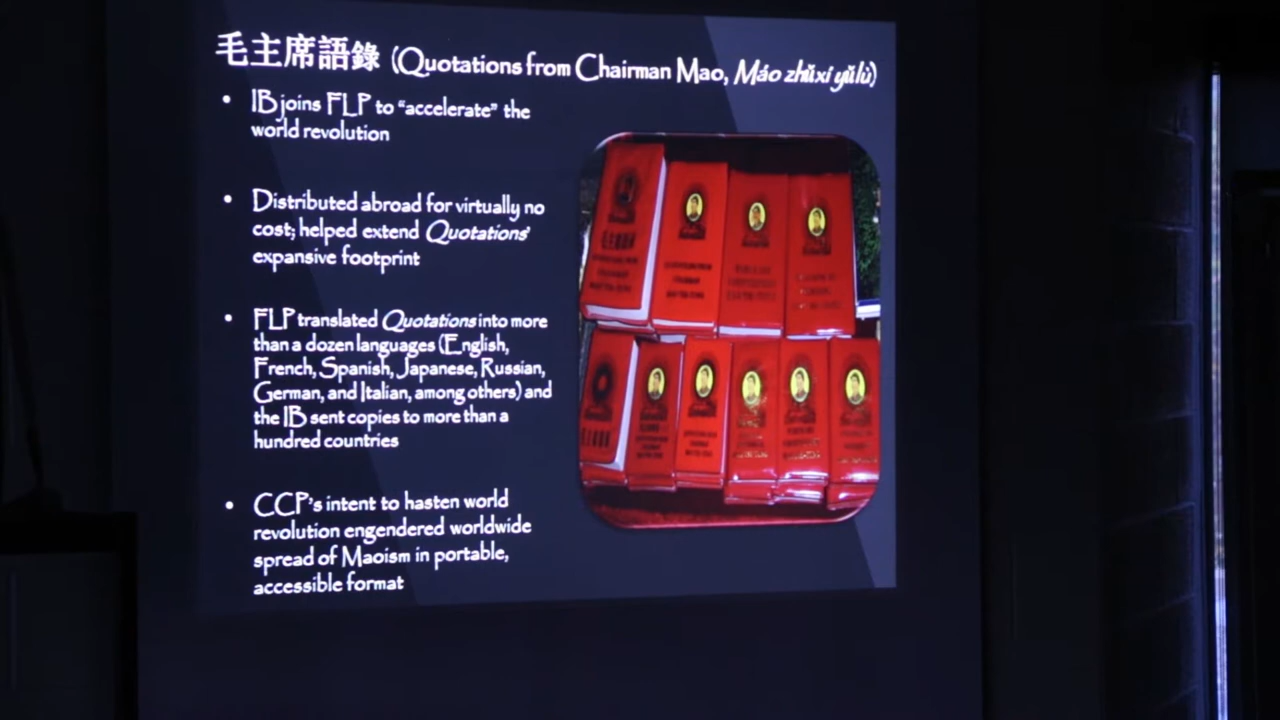 毛主席語錄 (Quotations from Chairman Mao, Máo zhǔxí yǔlù)
• IB joins FLP to “accelerate” the
world revolution
• Distributed abroad for virtually no
cost; helped extend Quotations’
expansive footprint
• FLP translated Quotations into more
than a dozen languages (English,
French, Spanish, Japanese, Russian,
German, and Italian, among others) and
the IB sent copies to more than a
hundred countries
• CCP’s intent to hasten world
revolution engendered worldwide
spread of Maoism in portable,
accessible format